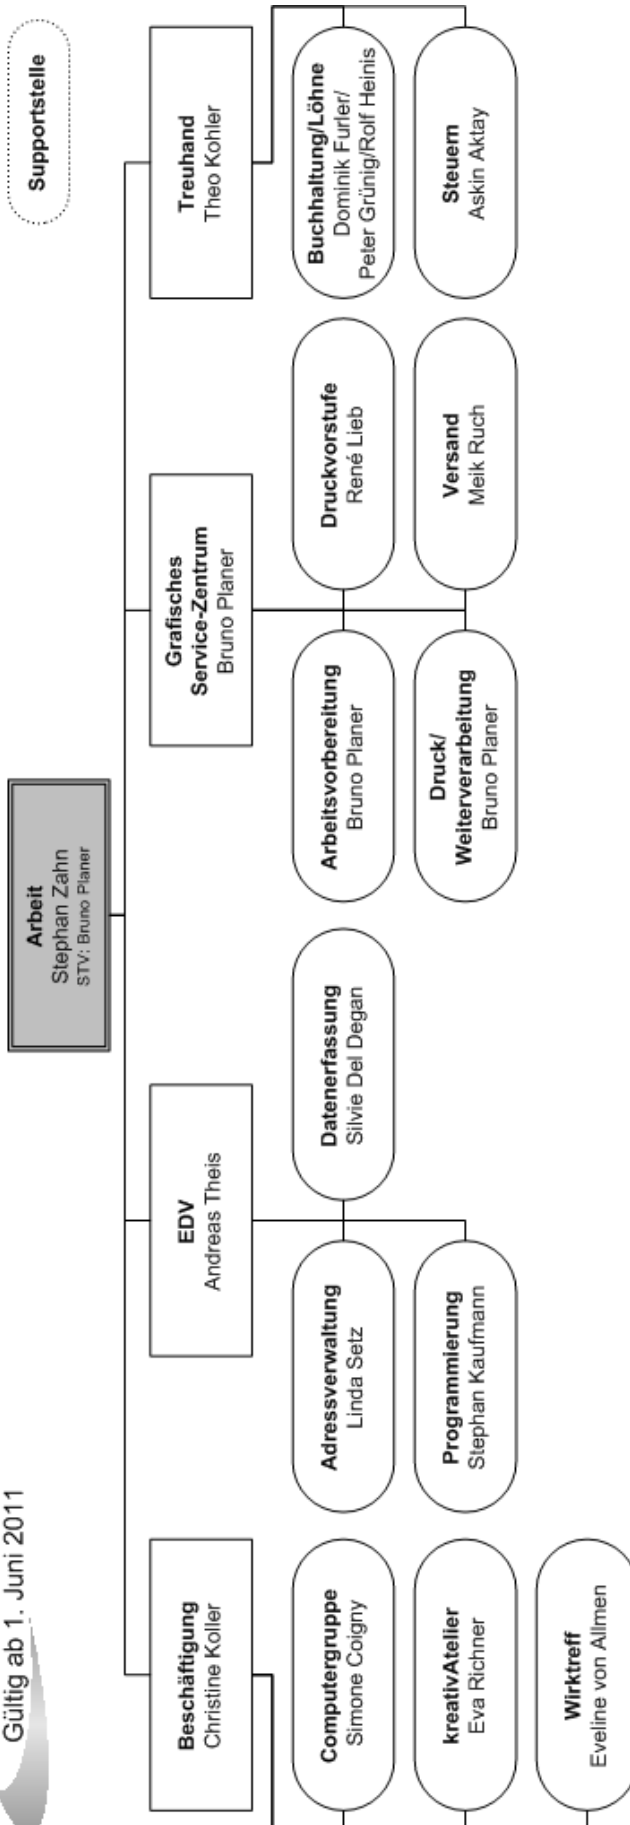 Gültig ab 1. Juni 2011
Supportstelle
Arbeit
Stephan Zahn
STV: Bruno Planer
Beschäftigung
Christine Koller
EDV
Andreas Theis
Grafisches
Service-Zentrum
Bruno Planer
Treuhand
Theo Kohler
Computergruppe
Simone Coigny
Adressverwaltung
Linda Setz
Datenerfassung
Silvie Del Degan
Arbeitsvorbereitung
Bruno Planer
Druckvorstufe
René Lieb
Buchhaltung/Löhne
Dominik Furler/
Peter Grünig/Rolf Heinis
kreativAtelier
Eva Richner
Programmierung
Stephan Kaufmann
Druck/
Weiterverarbeitung
Bruno Planer
Versand
Meik Ruch
Steuern
Askin Aktay
Wirktreff
Eveline von Allmen